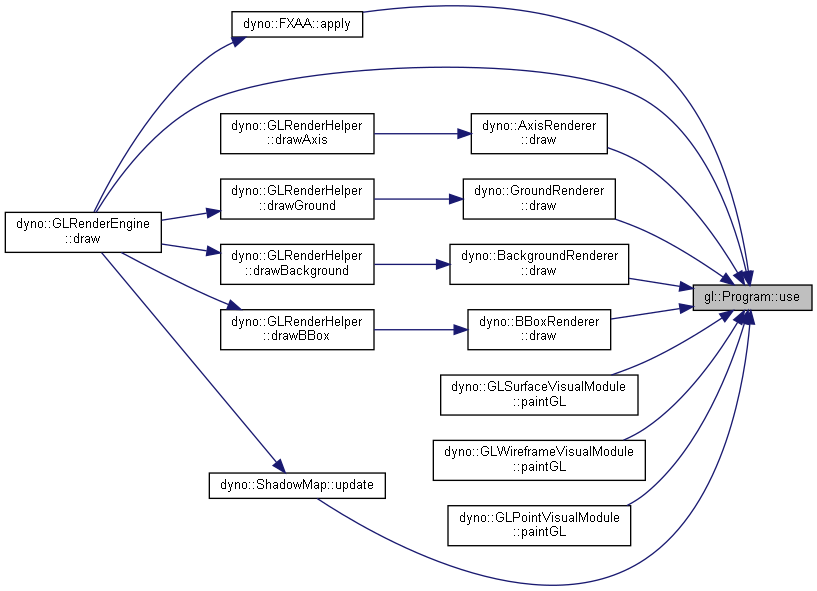 dyno::FXAA::apply
dyno::GLRenderHelper
::drawAxis
dyno::AxisRenderer
::draw
dyno::GLRenderHelper
::drawGround
dyno::GroundRenderer
::draw
dyno::GLRenderEngine
::draw
dyno::GLRenderHelper
::drawBackground
dyno::BackgroundRenderer
::draw
gl::Program::use
dyno::GLRenderHelper
::drawBBox
dyno::BBoxRenderer
::draw
dyno::GLSurfaceVisualModule
::paintGL
dyno::GLWireframeVisualModule
::paintGL
dyno::ShadowMap::update
dyno::GLPointVisualModule
::paintGL